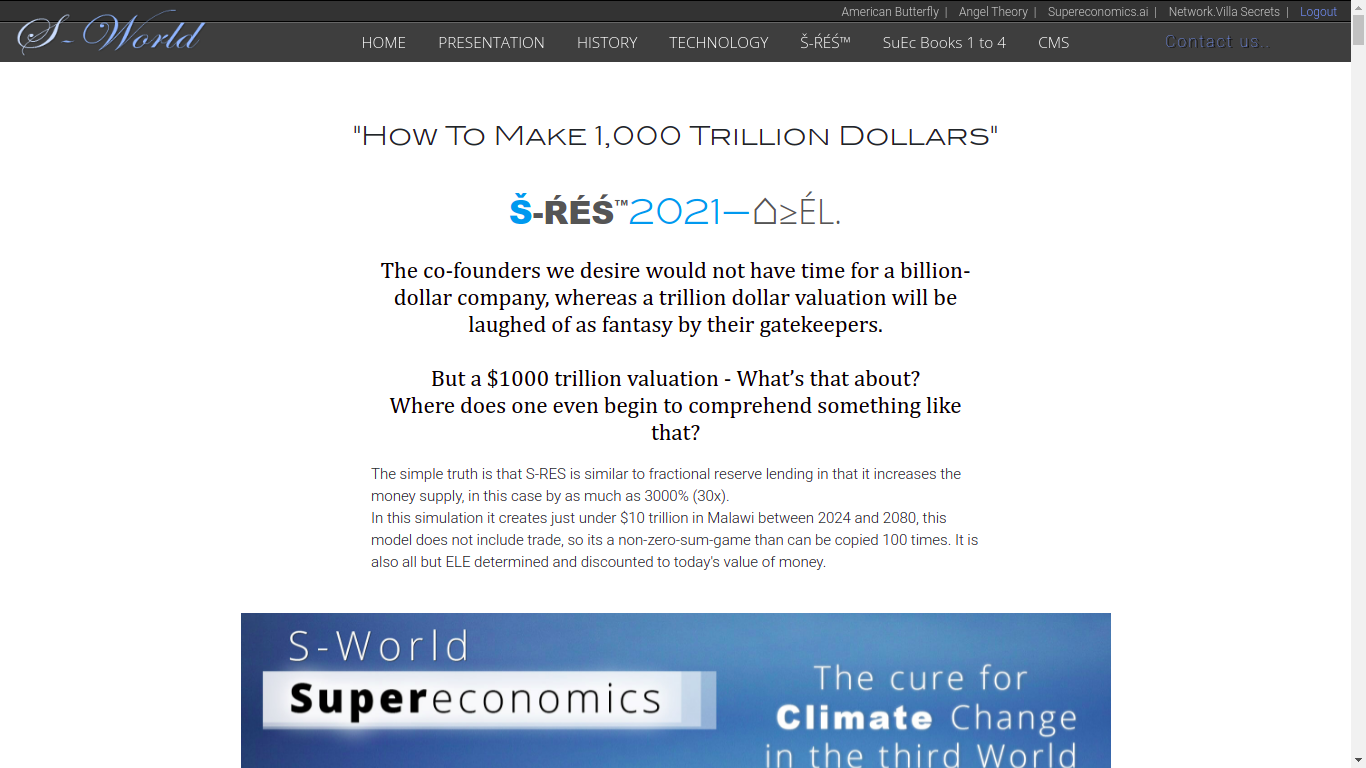 American Butterfly | Angel Theory | Supereconomics.ai | Network.Villa Secrets | Logout
S-World
HOME PRESENTATION HISTORY TECHNOLOGY Š-ŔÉŚ™ SuEc Books 1 to 4 CMS Contact us..
"How To Make 1,000 Trillion Dollars"
Š-ŔÉŚ™2021—⌂≥ÉL.
The co-founders we desire would not have time for a billion-
dollar company, whereas a trillion dollar valuation will be
laughed of as fantasy by their gatekeepers.
But a $1000 trillion valuation - What’s that about?
Where does one even begin to comprehend something like
that?
The simple truth is that S-RES is similar to fractional reserve lending in that it increases the
money supply, in this case by as much as 3000% (30x).
In this simulation it creates just under $10 trillion in Malawi between 2024 and 2080, this
model does not include trade, so its a non-zero-sum-game than can be copied 100 times. It is
also all but ELE determined and discounted to today's value of money.
S-World
Supereconomics
The cure for
Climate Change
in the third World